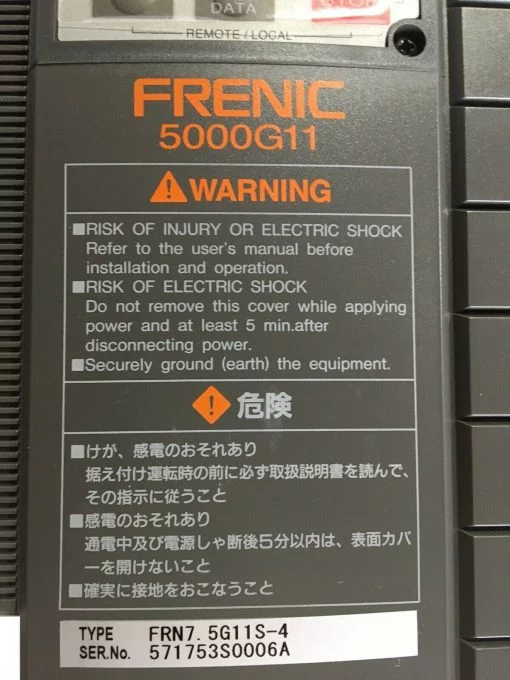 DATA
STOP
REMOTE / LOCAL
FRENIC
5000G11
WARNING
■RISK OF INJURY OR ELECTRIC SHOCK
Refer to the user's manual before
installation and operation.
■RISK OF ELECTRIC SHOCK
Do not remove this cover while applying
power and at least 5 min.after
disconnecting power.
■Securely ground (earth) the equipment.
危険
■けが、感電のおそれあり
据え付け運転時の前に必ず取扱説明書を読んで、
その指示に従うこと
■感電のおそれあり
通電中及び電源しゃ断後5分以内は、表面カバ
ーを開けないこと
■確実に接地をおこなうこと
TYPE FRN7.5G11S-4
SER.No. 571753S0006A